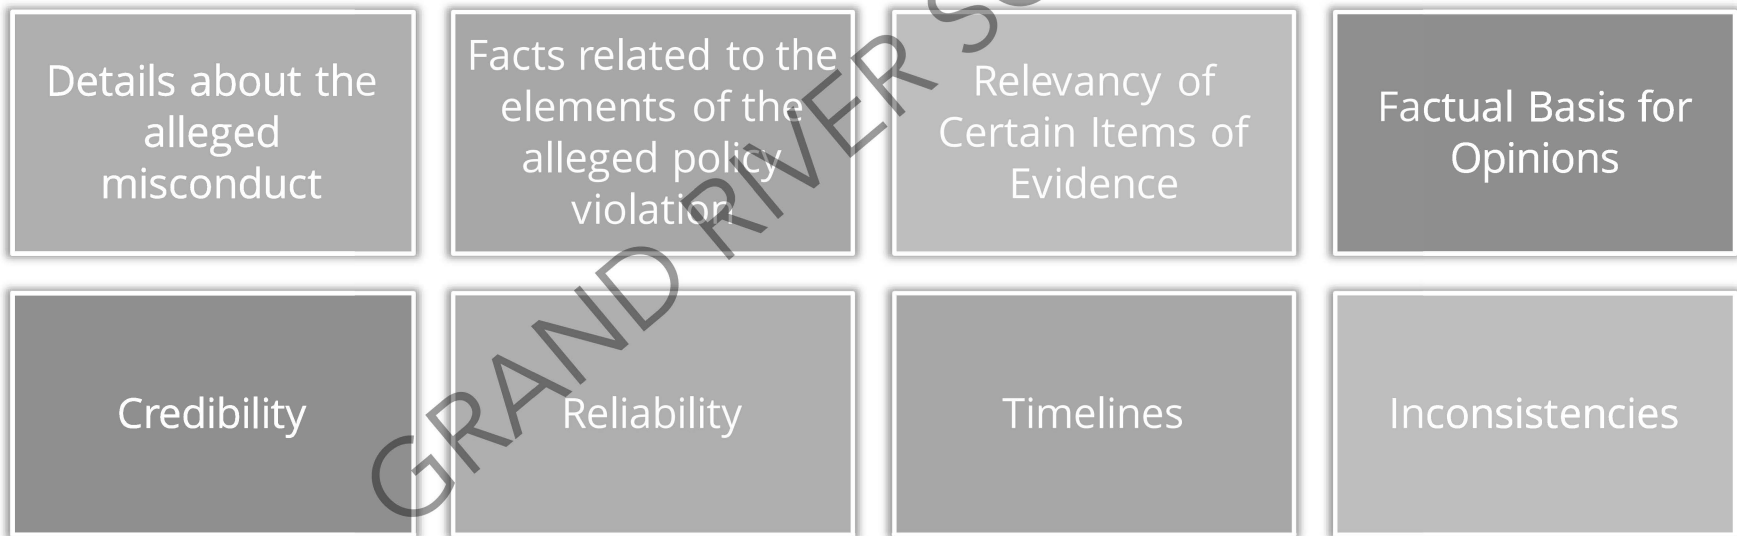 Details about the
alleged
misconduct
Facts related to the
elements of the
alleged policy
violation
Relevancy of
Certain Items of
Evidence
Factual Basis for
Opinions
Credibility
Reliability
Timelines
Inconsistencies
GRAND RIVER